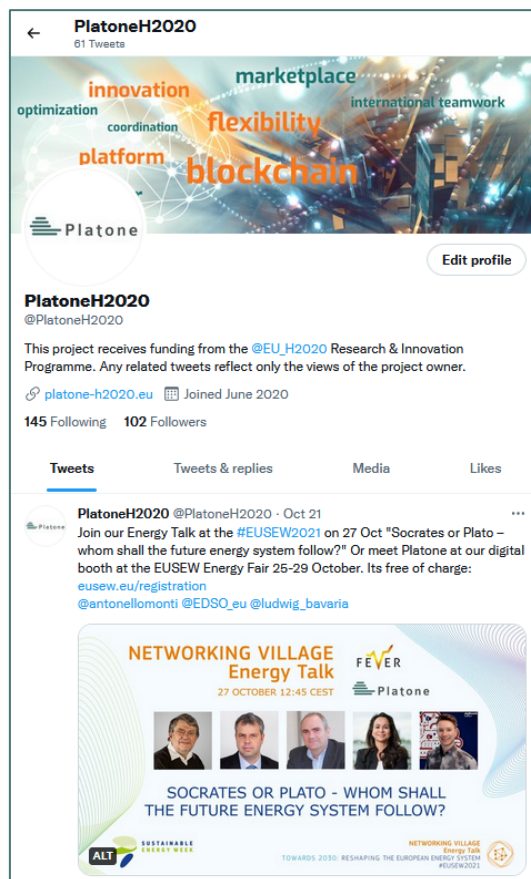 PlatoneH2020
61 Tweets
marketplace
innovation
international teamwork
optimization
flexibility
coordination
platform
blockchain
Platone
Edit profile
PlatoneH2020
@PlatoneH2020
This project receives funding from the @EU_H2020 Research & Innovation
Programme. Any related tweets reflect only the views of the project owner.
platone-h2020.eu Joined June 2020
145 Following 102 Followers
Tweets Tweets & replies Media Likes
Platone
PlatoneH2020 @PlatoneH2020 · Oct 21 ...
Join our Energy Talk at the #EUSEW2021 on 27 Oct "Socrates or Plato –
whom shall the future energy system follow?" Or meet Platone at our digital
booth at the EUSEW Energy Fair 25-29 October. Its free of charge:
eusew.eu/registration
@antonellomonti @EDSO_eu @ludwig_bavaria
NETWORKING VILLAGE
Energy Talk
27 OCTOBER 12:45 CEST
FEVER
Platone
SOCRATES OR PLATO - WHOM SHALL
THE FUTURE ENERGY SYSTEM FOLLOW?
SUSTAINABLE
ENERGY WEEK
ALT
NETWORKING VILLAGE
Energy Talk
TOWARDS 2030: RESHAPING THE EUROPEAN ENERGY SYSTEM
#EUSEW2021